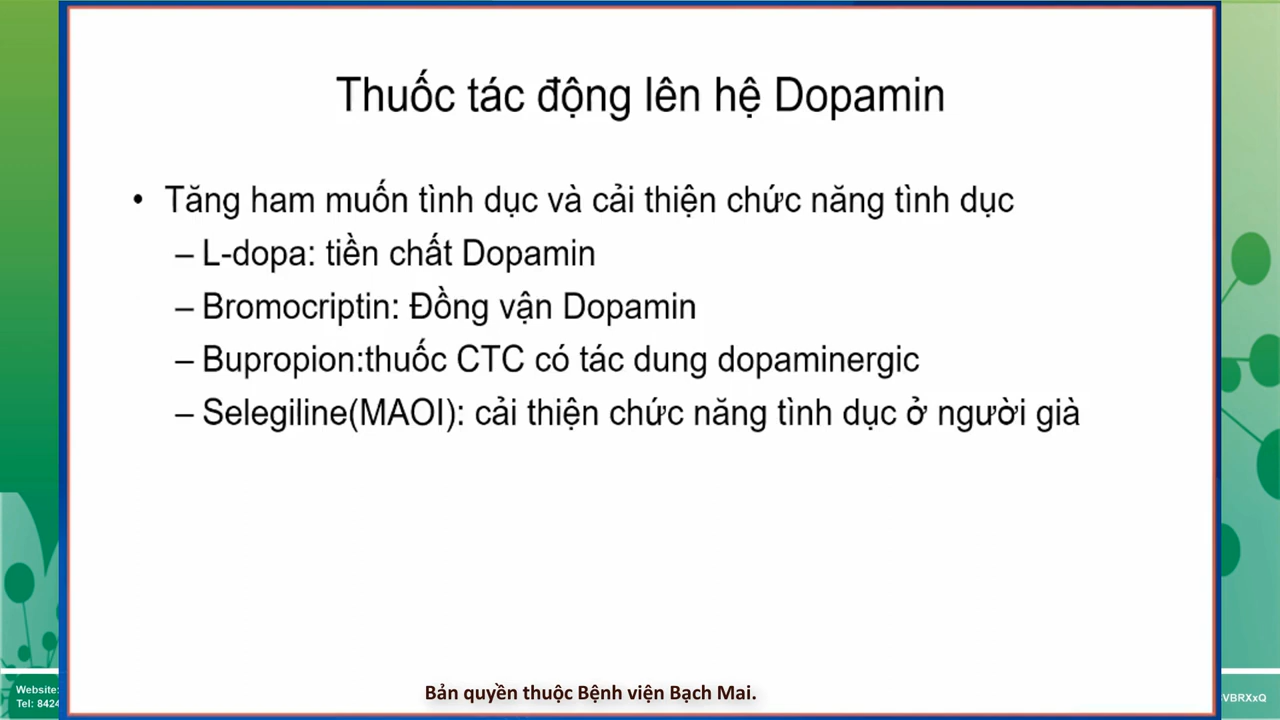 Thuốc tác động lên hệ Dopamin
• Tăng ham muốn tình dục và cải thiện chức năng tình dục
– L-dopa: tiền chất Dopamin
– Bromocriptin: Đồng vận Dopamin
– Bupropion:thuốc CTC có tác dung dopaminergic
– Selegiline(MAOI): cải thiện chức năng tình dục ở người già
Bản quyền thuộc Bệnh viện Bạch Mai.
Website:
Tel: 8424
VBRXxQ